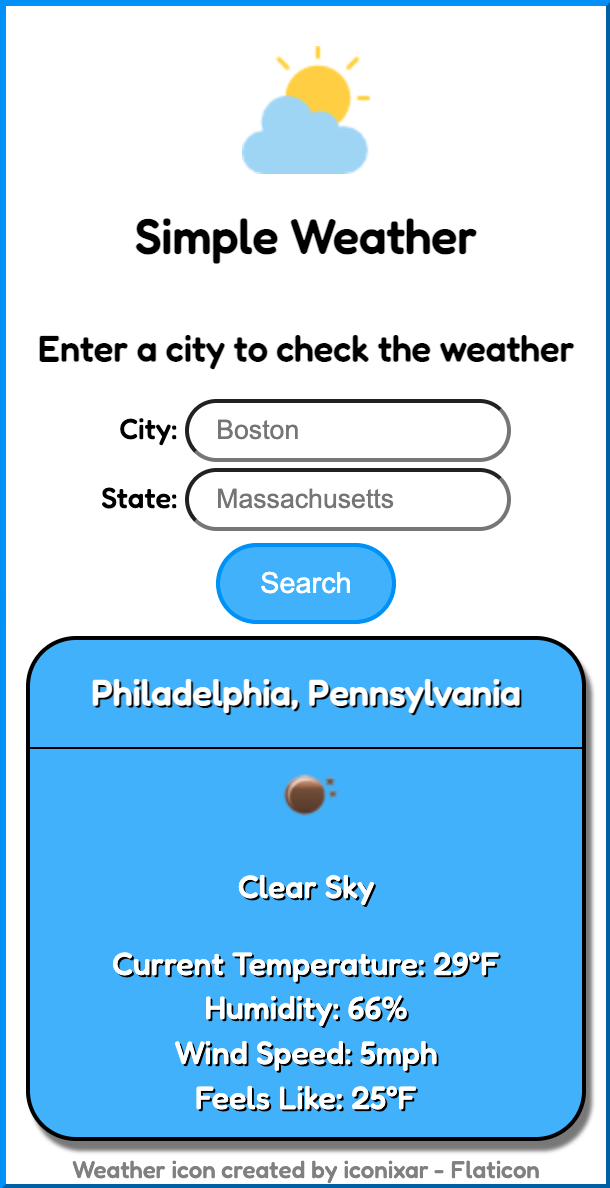 Simple Weather
Enter a city to check the weather
City: Boston
State: Massachusetts
Search
Philadelphia, Pennsylvania
Clear Sky
Current Temperature: 29°F
Humidity: 66%
Wind Speed: 5mph
Feels Like: 25°F
Weather icon created by iconixar - Flaticon